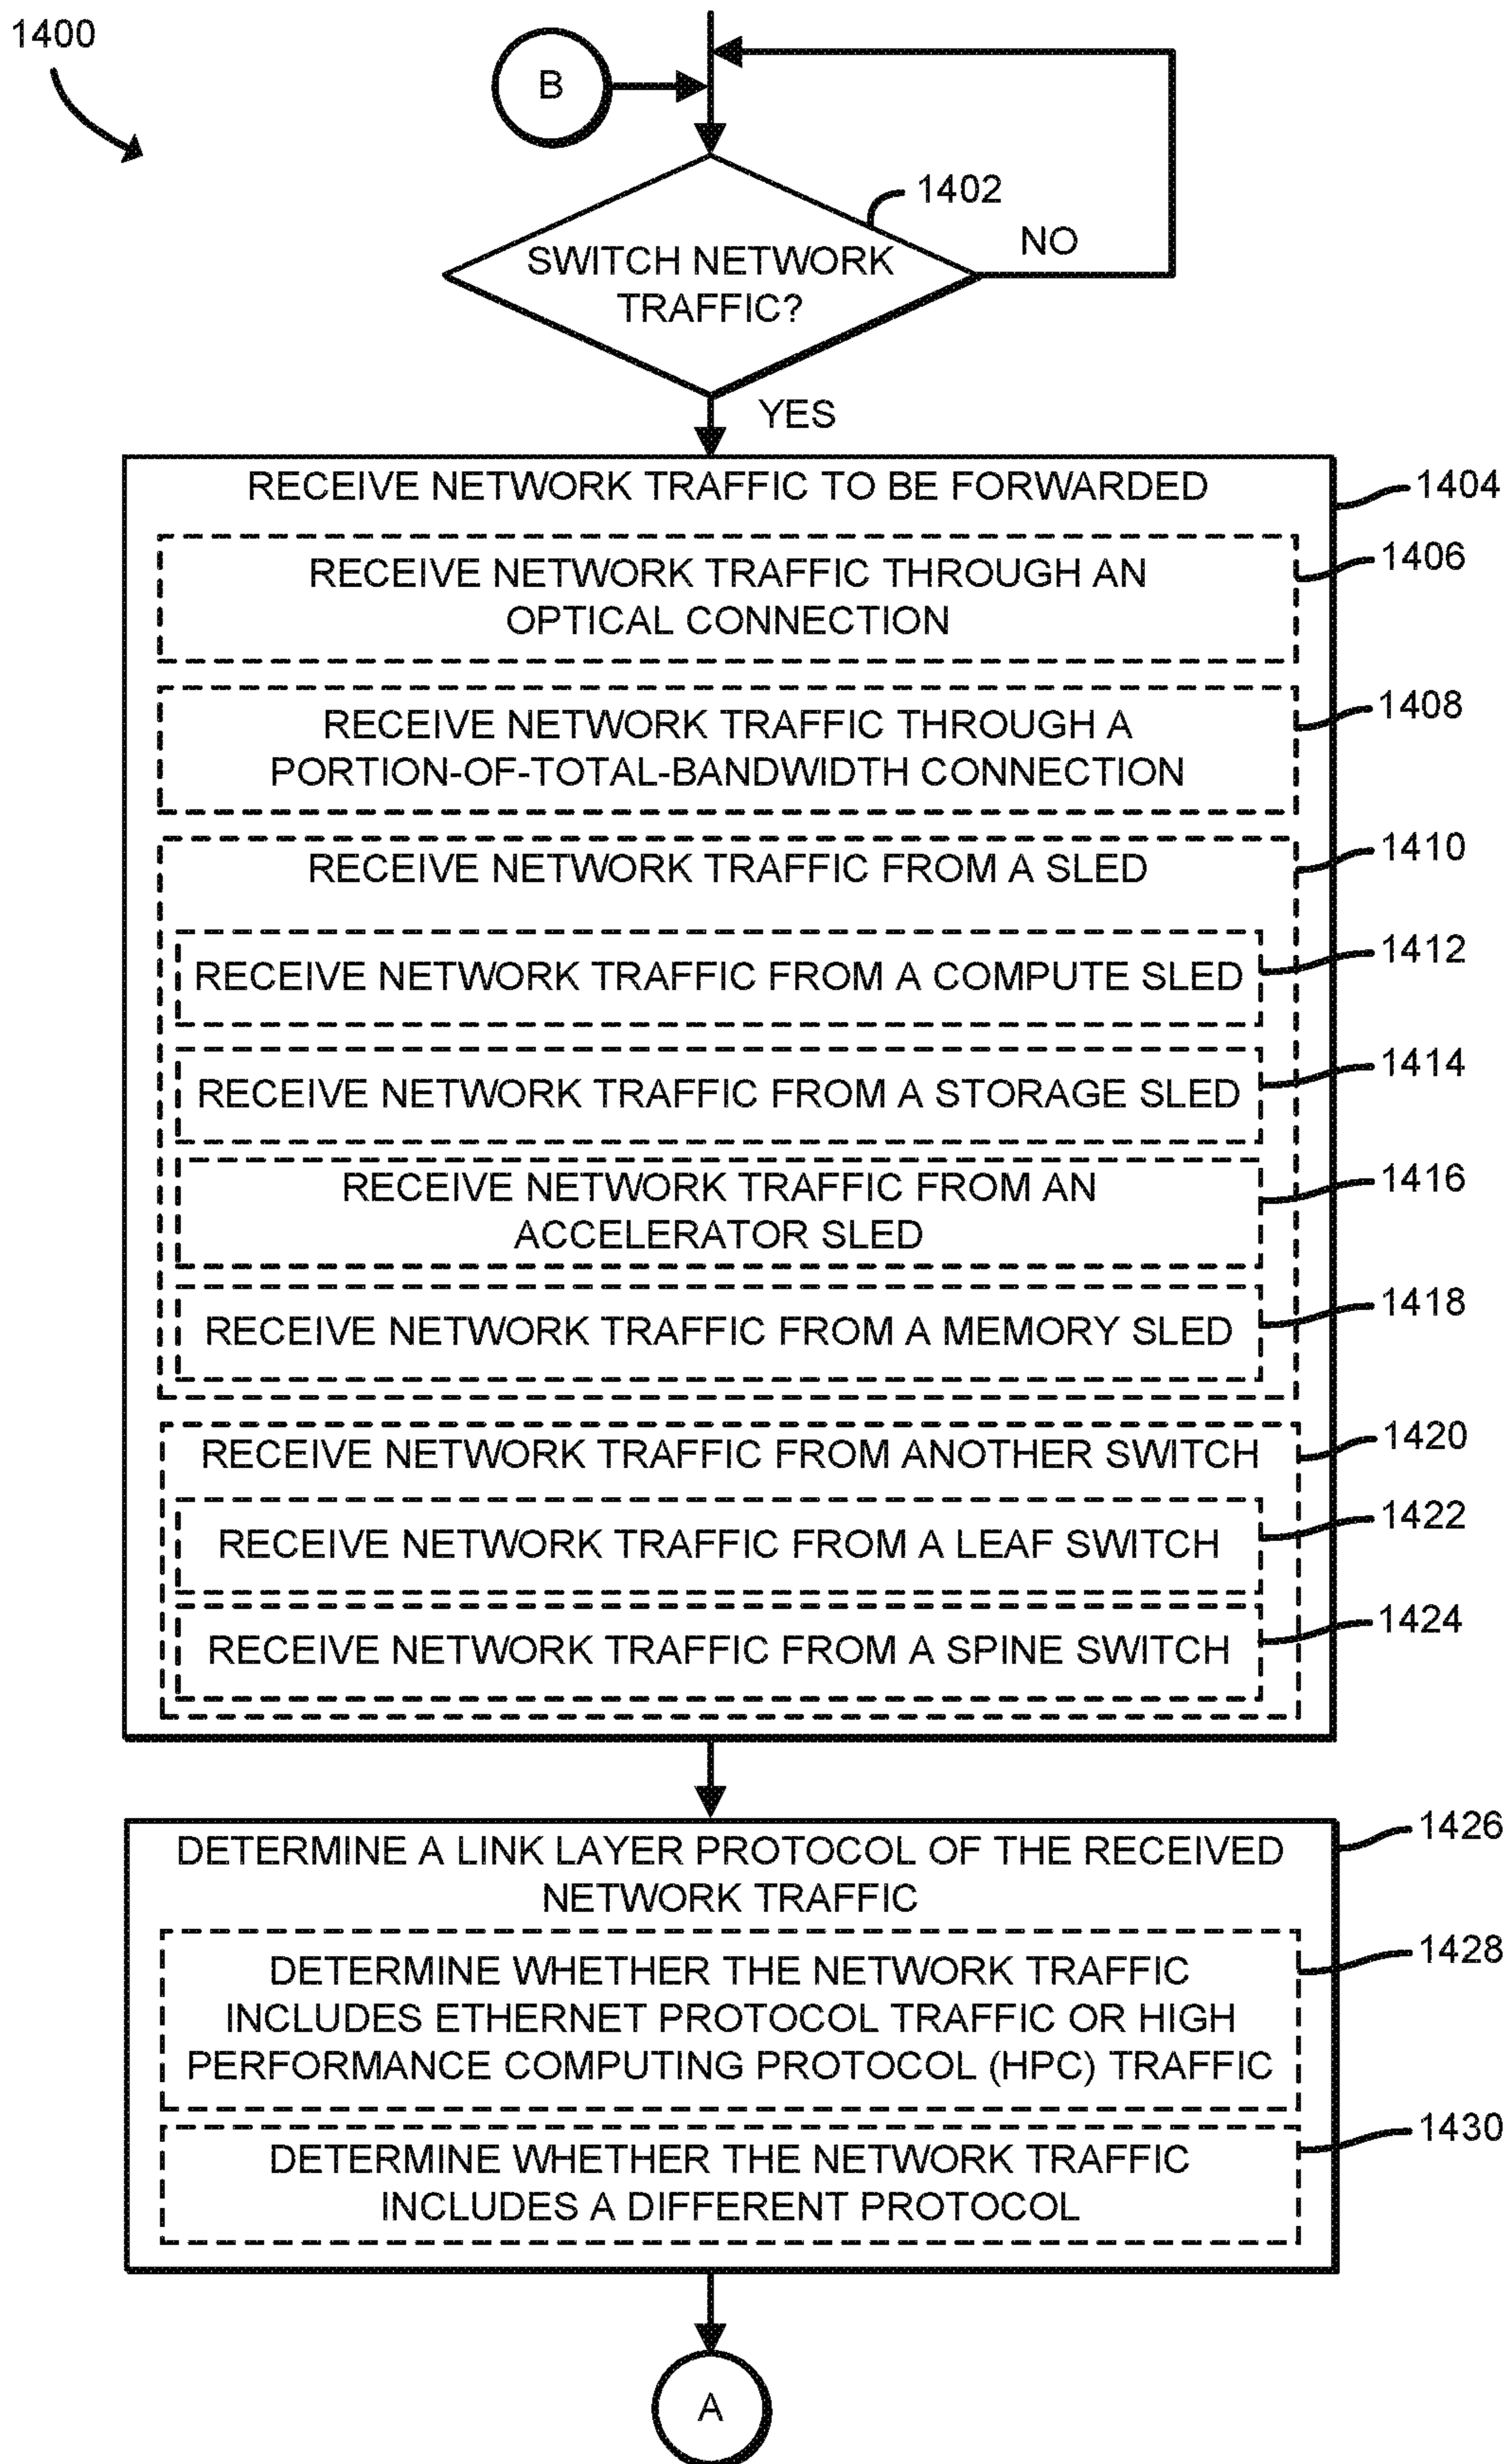 1400
B
1402
SWITCH NETWORK
TRAFFIC?
NO
YES
RECEIVE NETWORK TRAFFIC TO BE FORWARDED
1404
RECEIVE NETWORK TRAFFIC THROUGH AN
OPTICAL CONNECTION
1406
RECEIVE NETWORK TRAFFIC THROUGH A
PORTION-OF-TOTAL-BANDWIDTH CONNECTION
1408
RECEIVE NETWORK TRAFFIC FROM A SLED
1410
RECEIVE NETWORK TRAFFIC FROM A COMPUTE SLED
1412
RECEIVE NETWORK TRAFFIC FROM A STORAGE SLED
1414
RECEIVE NETWORK TRAFFIC FROM AN
ACCELERATOR SLED
1416
RECEIVE NETWORK TRAFFIC FROM A MEMORY SLED
1418
RECEIVE NETWORK TRAFFIC FROM ANOTHER SWITCH
1420
RECEIVE NETWORK TRAFFIC FROM A LEAF SWITCH
1422
RECEIVE NETWORK TRAFFIC FROM A SPINE SWITCH
1424
DETERMINE A LINK LAYER PROTOCOL OF THE RECEIVED
NETWORK TRAFFIC
1426
DETERMINE WHETHER THE NETWORK TRAFFIC
INCLUDES ETHERNET PROTOCOL TRAFFIC OR HIGH
PERFORMANCE COMPUTING PROTOCOL (HPC) TRAFFIC
1428
DETERMINE WHETHER THE NETWORK TRAFFIC
INCLUDES A DIFFERENT PROTOCOL
1430
A